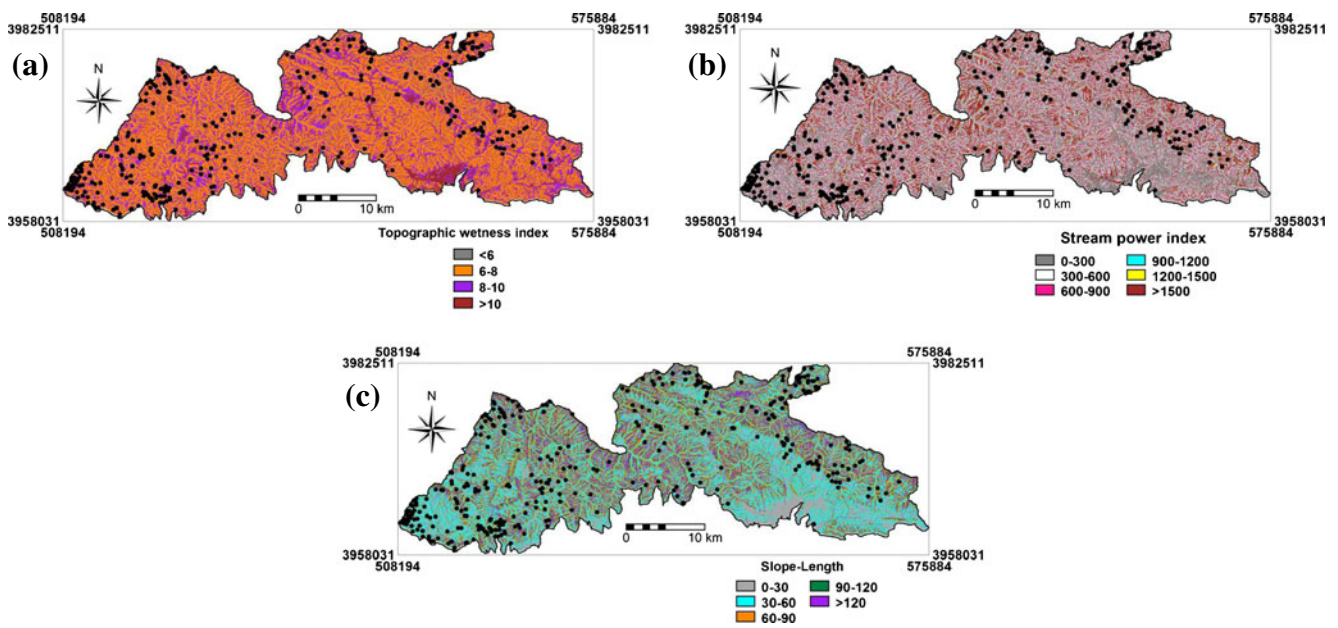 508194 575884
3982511 3982511
(a)
N
0 10 km
3958031 3958031
508194 575884
Topographic wetness index
<6
6-8
8-10
>10
508194 575884
3982511 3982511
(b)
N
0 10 km
3958031 3958031
508194 575884
Stream power index
0-300 900-1200
300-600 1200-1500
600-900 >1500
508194 575884
3982511 3982511
(c)
N
0 10 km
3958031 3958031
508194 575884
Slope-Length
0-30 90-120
30-60 >120
60-90